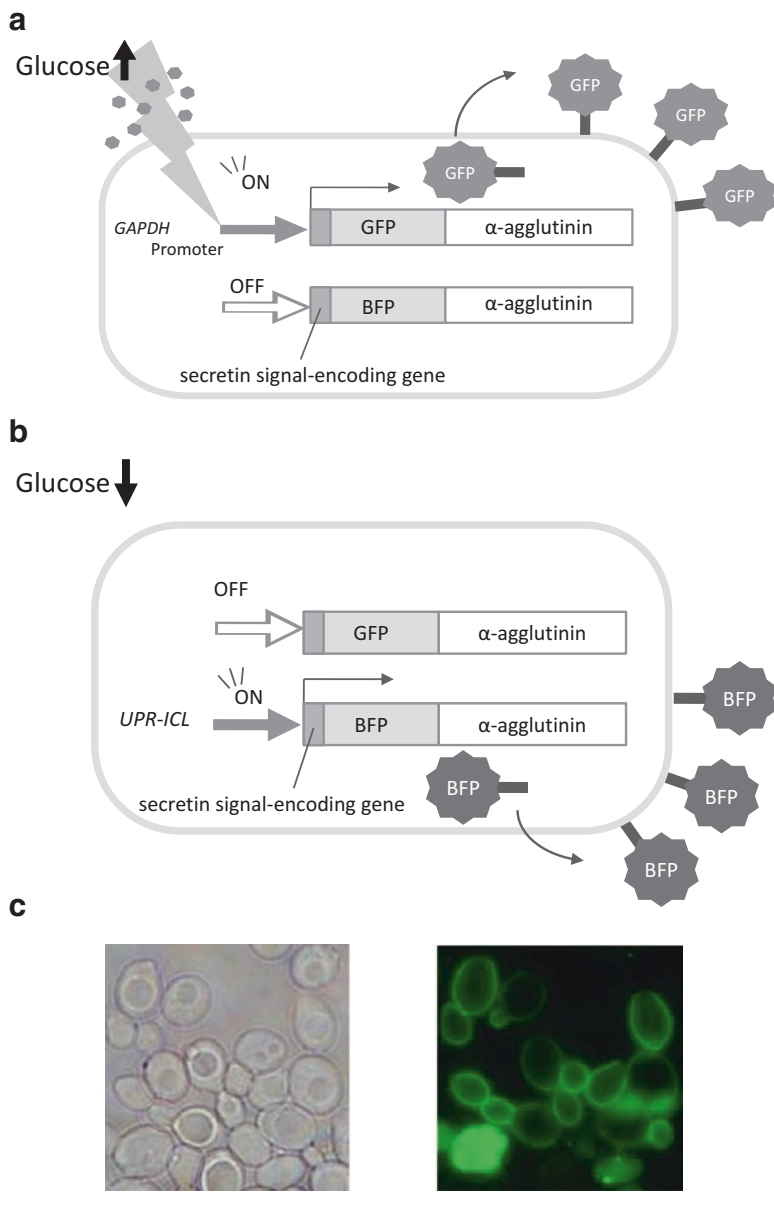 a
Glucose
GFP
GFP
GFP
GFP
ON
GAPDH
Promoter
GFP
α-agglutinin
OFF
BFP
α-agglutinin
secretin signal-encoding gene
b
Glucose
OFF
GFP
α-agglutinin
ON
UPR-ICL
BFP
α-agglutinin
BFP
BFP
secretin signal-encoding gene
BFP
BFP
c